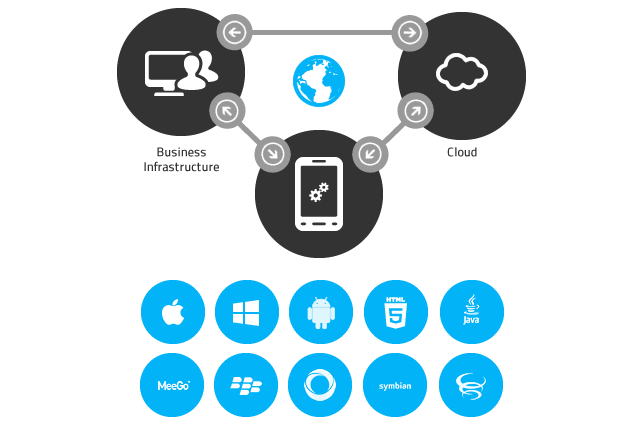 Business
Infrastructure
Cloud
HTML
5
Java
MeeGo
symbian